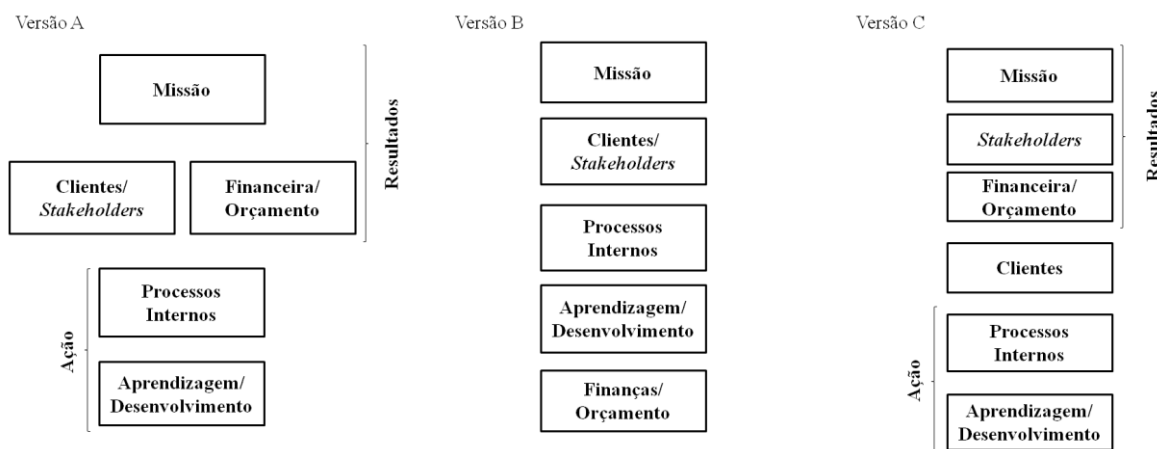 Versão A
Missão
Clientes/
Stakeholders
Financeira/
Orçamento
Resultados
Processos
Internos
Aprendizagem/
Desenvolvimento
Ação
Versão B
Missão
Clientes/
Stakeholders
Processos
Internos
Aprendizagem/
Desenvolvimento
Finanças/
Orçamento
Versão C
Missão
Stakeholders
Financeira/
Orçamento
Resultados
Clientes
Processos
Internos
Aprendizagem/
Desenvolvimento
Ação